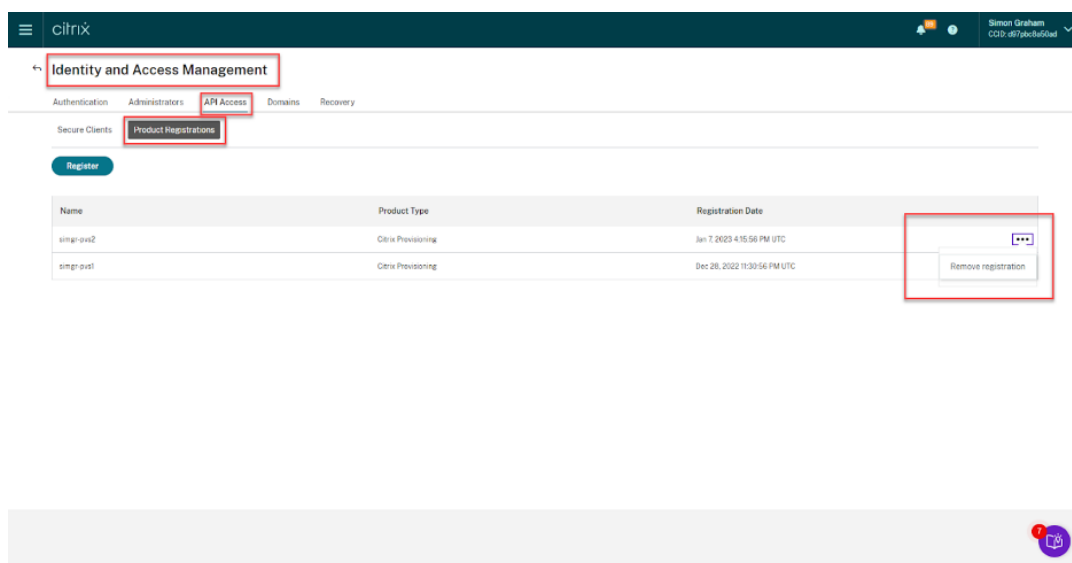 citrix
Simon Graham
CCID: d67pbc8a50ad
Identity and Access Management
Authentication Administrators API Access Domains Recovery
Secure Clients Product Registrations
Register
Name Product Type Registration Date
simgr-pvs2 Citrix Provisioning Jan 7, 2023 4:15:56 PM UTC
simgr-pvs1 Citrix Provisioning Dec 28, 2022 11:30:56 PM UTC
Remove registration
7